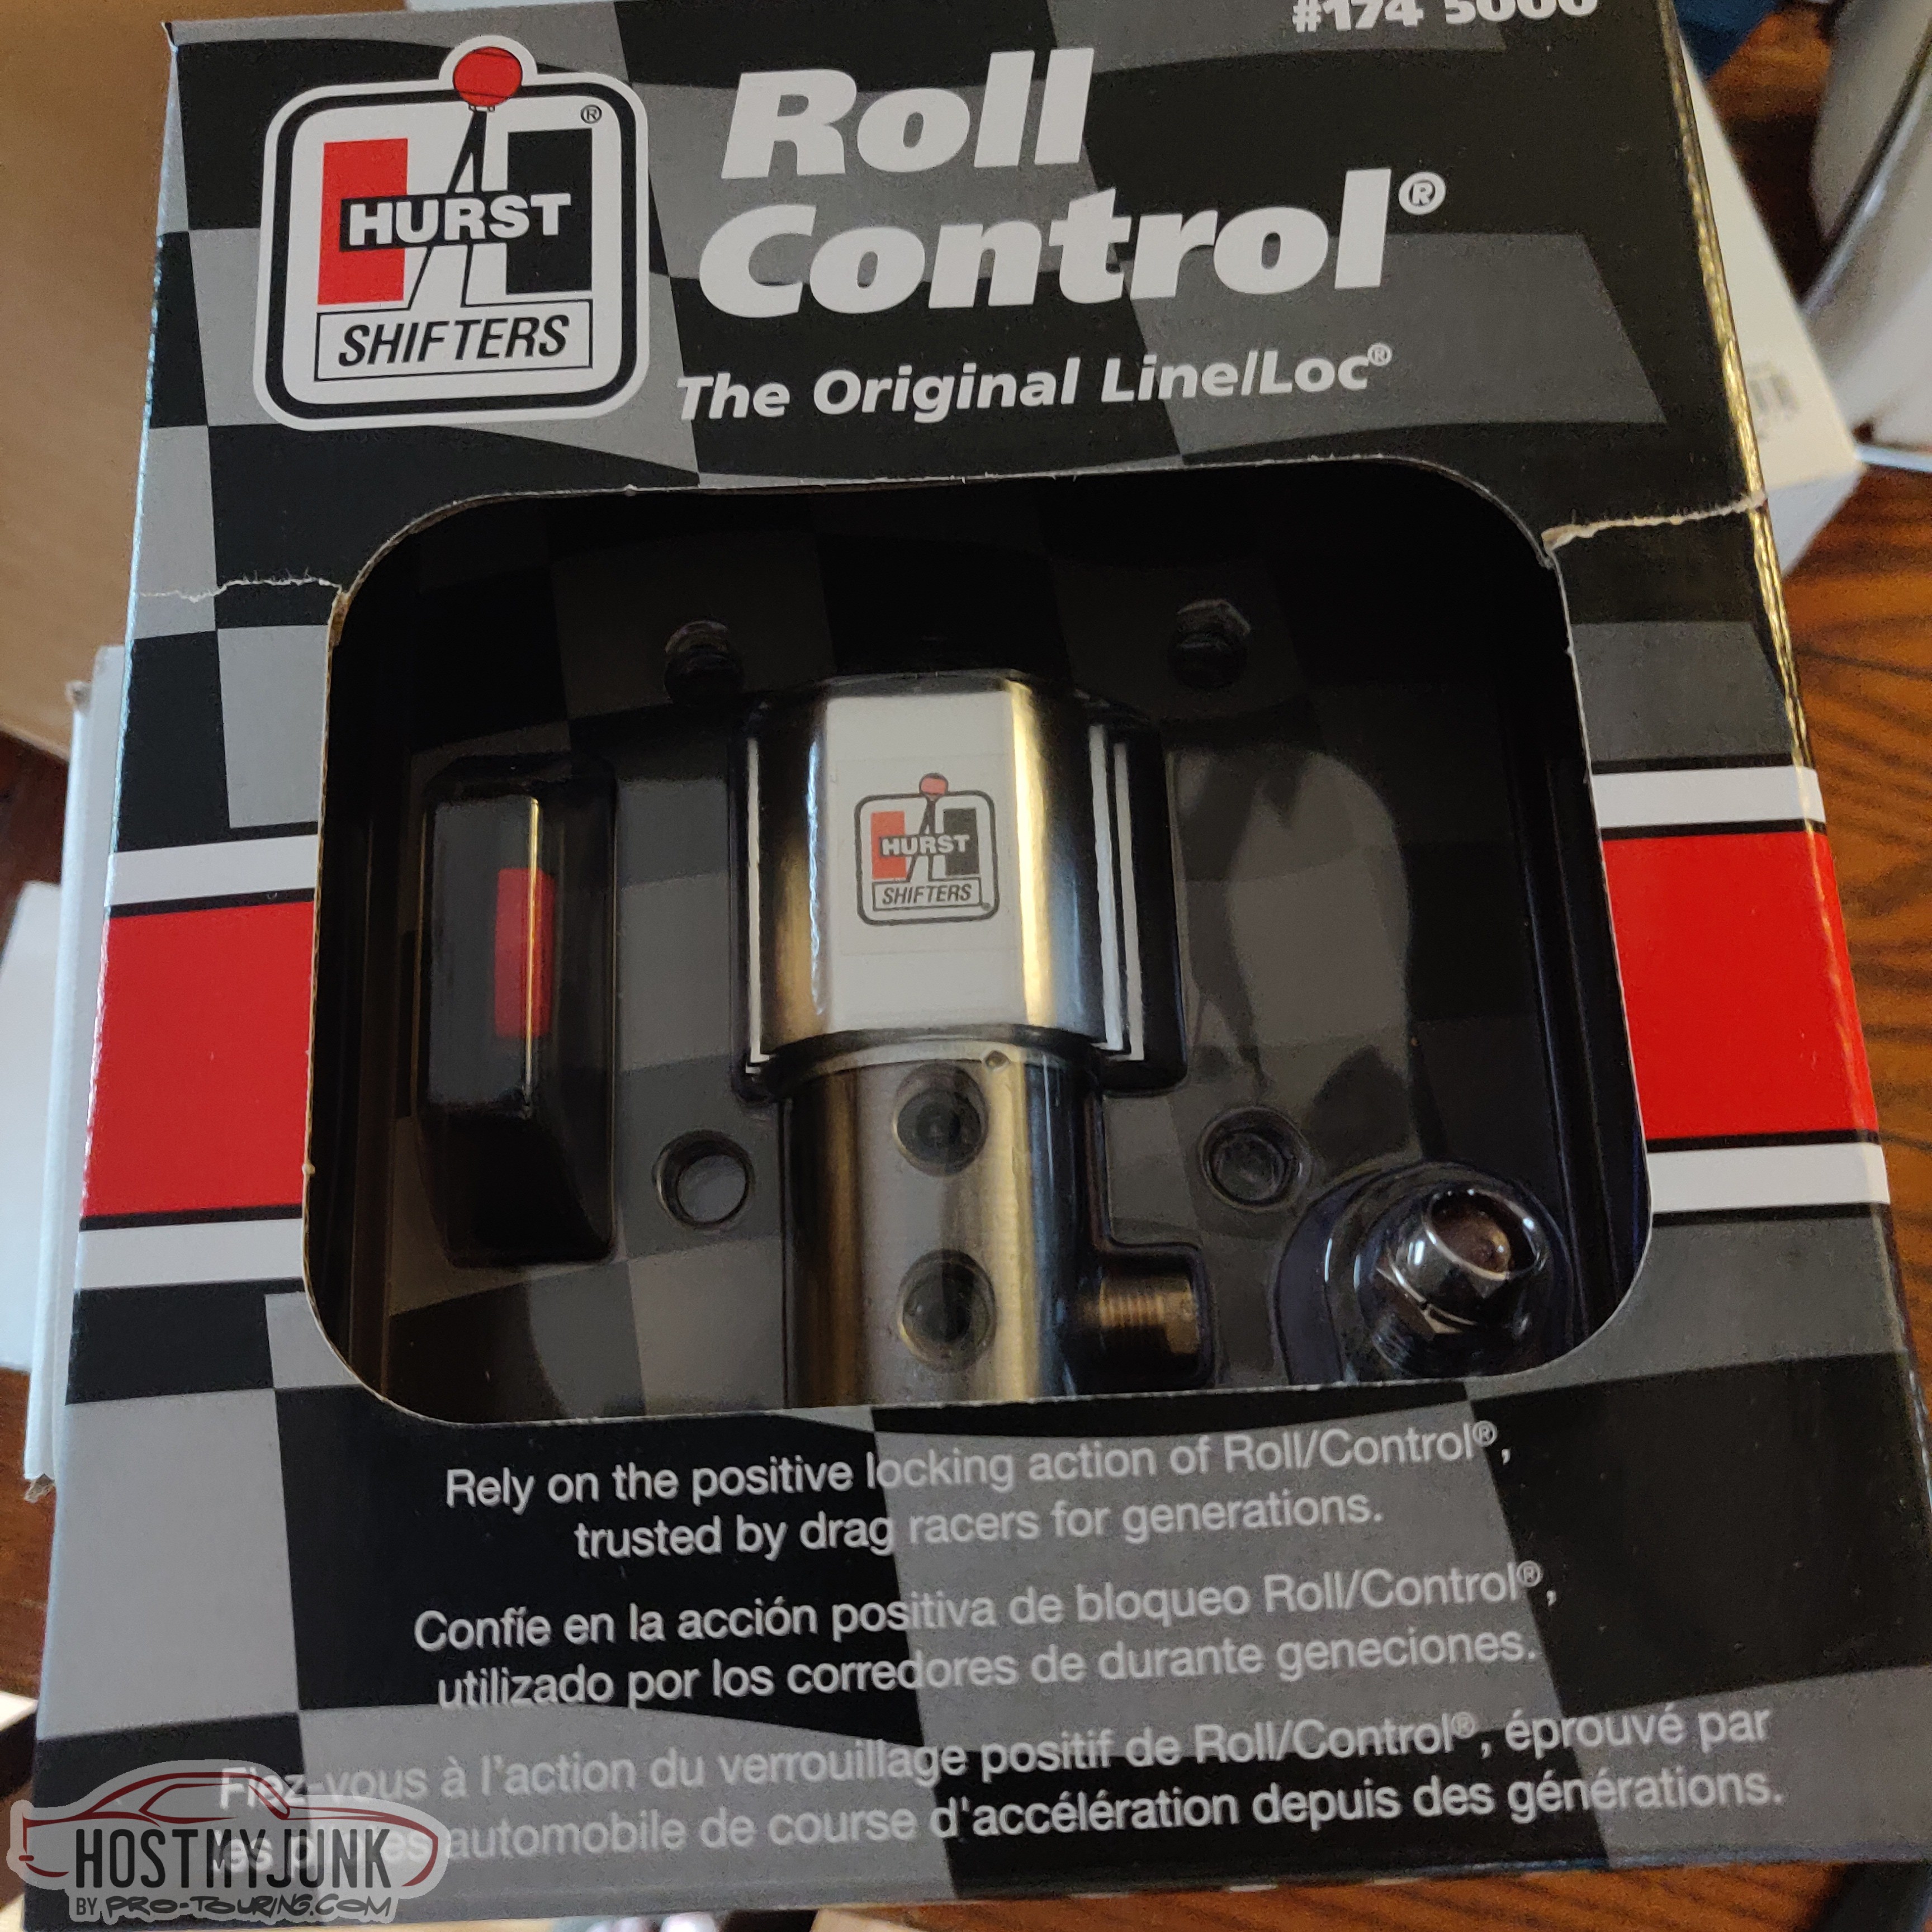 #174 5000
HURST
®
SHIFTERS
Roll
Control®
The Original Line/Loc®
HURST
SHIFTERS
Rely on the positive locking action of Roll/Control®,
trusted by drag racers for generations.
Confíe en la acción positiva de bloqueo Roll/Control®,
utilizado por los corredores de durante geneciones.
Fiez-vous à l'action du verrouillage positif de Roll/Control®, éprouvé par
automobile de course d'accélération depuis des générations.
HOSTMYJUNK
BY PRO-TOURING.COM